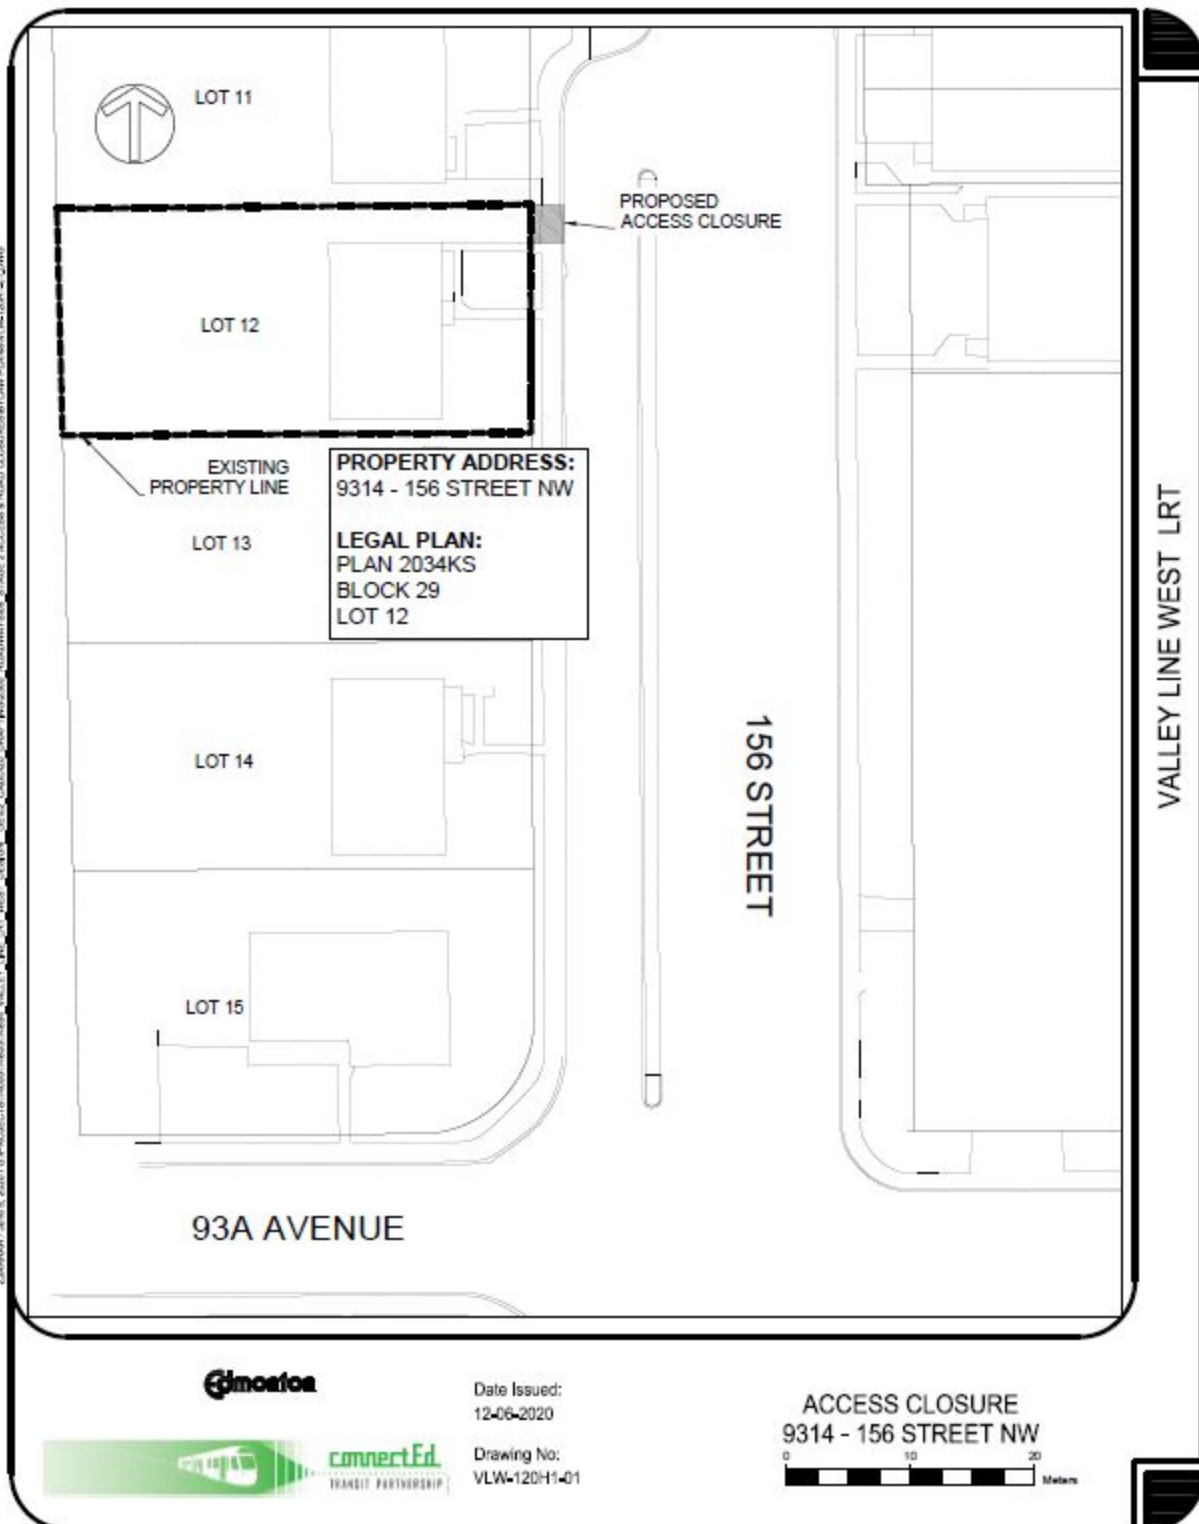 LOT 11
PROPOSED
ACCESS CLOSURE
LOT 12
EXISTING
PROPERTY LINE
PROPERTY ADDRESS:
9314 - 156 STREET NW
LEGAL PLAN:
PLAN 2034KS
BLOCK 29
LOT 12
LOT 13
LOT 14
156 STREET
LOT 15
93A AVENUE
VALLEY LINE WEST LRT
Edmonton
connectEd
TRANSIT PARTNERSHIP
Date Issued:
12-06-2020
Drawing No:
VLW-120H1-01
ACCESS CLOSURE
9314 - 156 STREET NW
0 10 20
Meters